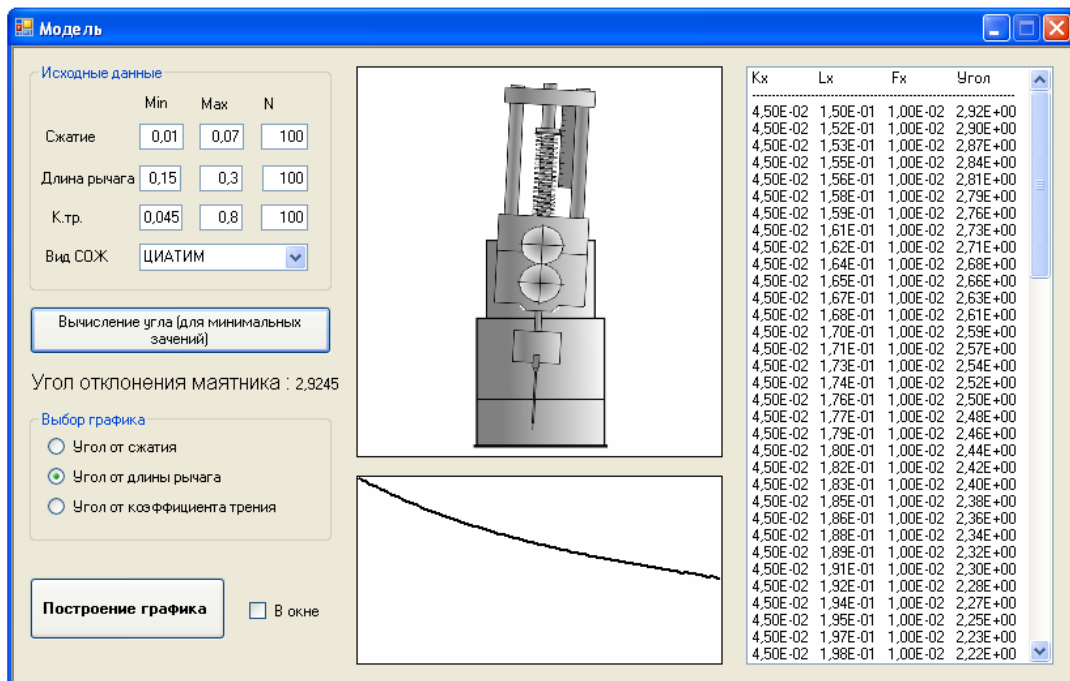 Модель
Исходные данные
Min Max N
Сжатие 0,01 0,07 100
Длина рычага 0,15 0,3 100
К.тр. 0,045 0,8 100
Вид СОЖ ЦИАТИМ
Вычисление угла (для минимальных
зачений)
Угол отклонения маятника : 2,9245
Выбор графика
Угол от сжатия
Угол от длины рычага
Угол от коэффициента трения
Построение графика
В окне
Kx Lx Fx Угол
4,50E-02 1,50E-01 1,00E-02 2,92E+00
4,50E-02 1,52E-01 1,00E-02 2,90E+00
4,50E-02 1,53E-01 1,00E-02 2,87E+00
4,50E-02 1,55E-01 1,00E-02 2,84E+00
4,50E-02 1,56E-01 1,00E-02 2,81E+00
4,50E-02 1,58E-01 1,00E-02 2,79E+00
4,50E-02 1,59E-01 1,00E-02 2,76E+00
4,50E-02 1,61E-01 1,00E-02 2,73E+00
4,50E-02 1,62E-01 1,00E-02 2,71E+00
4,50E-02 1,64E-01 1,00E-02 2,68E+00
4,50E-02 1,65E-01 1,00E-02 2,66E+00
4,50E-02 1,67E-01 1,00E-02 2,63E+00
4,50E-02 1,68E-01 1,00E-02 2,61E+00
4,50E-02 1,70E-01 1,00E-02 2,59E+00
4,50E-02 1,71E-01 1,00E-02 2,57E+00
4,50E-02 1,73E-01 1,00E-02 2,54E+00
4,50E-02 1,74E-01 1,00E-02 2,52E+00
4,50E-02 1,76E-01 1,00E-02 2,50E+00
4,50E-02 1,77E-01 1,00E-02 2,48E+00
4,50E-02 1,79E-01 1,00E-02 2,46E+00
4,50E-02 1,80E-01 1,00E-02 2,44E+00
4,50E-02 1,82E-01 1,00E-02 2,42E+00
4,50E-02 1,83E-01 1,00E-02 2,40E+00
4,50E-02 1,85E-01 1,00E-02 2,38E+00
4,50E-02 1,86E-01 1,00E-02 2,36E+00
4,50E-02 1,88E-01 1,00E-02 2,34E+00
4,50E-02 1,89E-01 1,00E-02 2,32E+00
4,50E-02 1,91E-01 1,00E-02 2,30E+00
4,50E-02 1,92E-01 1,00E-02 2,28E+00
4,50E-02 1,94E-01 1,00E-02 2,27E+00
4,50E-02 1,95E-01 1,00E-02 2,25E+00
4,50E-02 1,97E-01 1,00E-02 2,23E+00
4,50E-02 1,98E-01 1,00E-02 2,22E+00